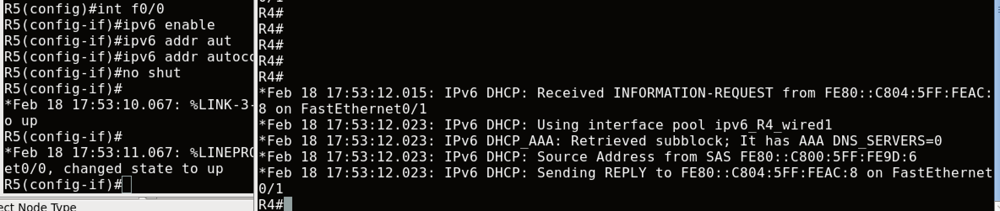 R5(config)#int f0/0
R5(config-if)#ipv6 enable
R5(config-if)#ipv6 addr aut
R5(config-if)#ipv6 addr autoco
R5(config-if)#no shut
R5(config-if)#
*Feb 18 17:53:10.067: %LINK-3-
o up
R5(config-if)#
*Feb 18 17:53:11.067: %LINEPRO
et0/0, changed state to up
R5(config-if)#
ect Node Type
R4#
R4#
R4#
R4#
R4#
*Feb 18 17:53:12.015: IPv6 DHCP: Received INFORMATION-REQUEST from FE80::C804:5FF:FEAC:
8 on FastEthernet0/1
*Feb 18 17:53:12.023: IPv6 DHCP: Using interface pool ipv6_R4_wired1
*Feb 18 17:53:12.023: IPv6 DHCP_AAA: Retrieved subblock; It has AAA DNS_SERVERS=0
*Feb 18 17:53:12.023: IPv6 DHCP: Source Address from SAS FE80::C800:5FF:FE9D:6
*Feb 18 17:53:12.023: IPv6 DHCP: Sending REPLY to FE80::C804:5FF:FEAC:8 on FastEthernet
0/1
R4#